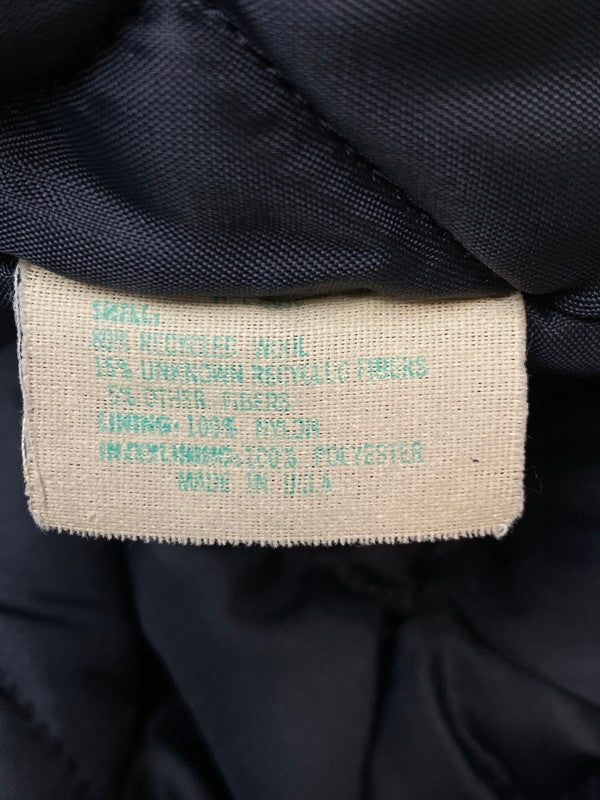 SHELL:
80% RECYCLED WOOL
15% UNKNOWN RECYCLED FIBERS
5% OTHER FIBERS
LINING: 100% NYLON
INTERLINING: 100% POLYESTER
MADE IN U.S.A